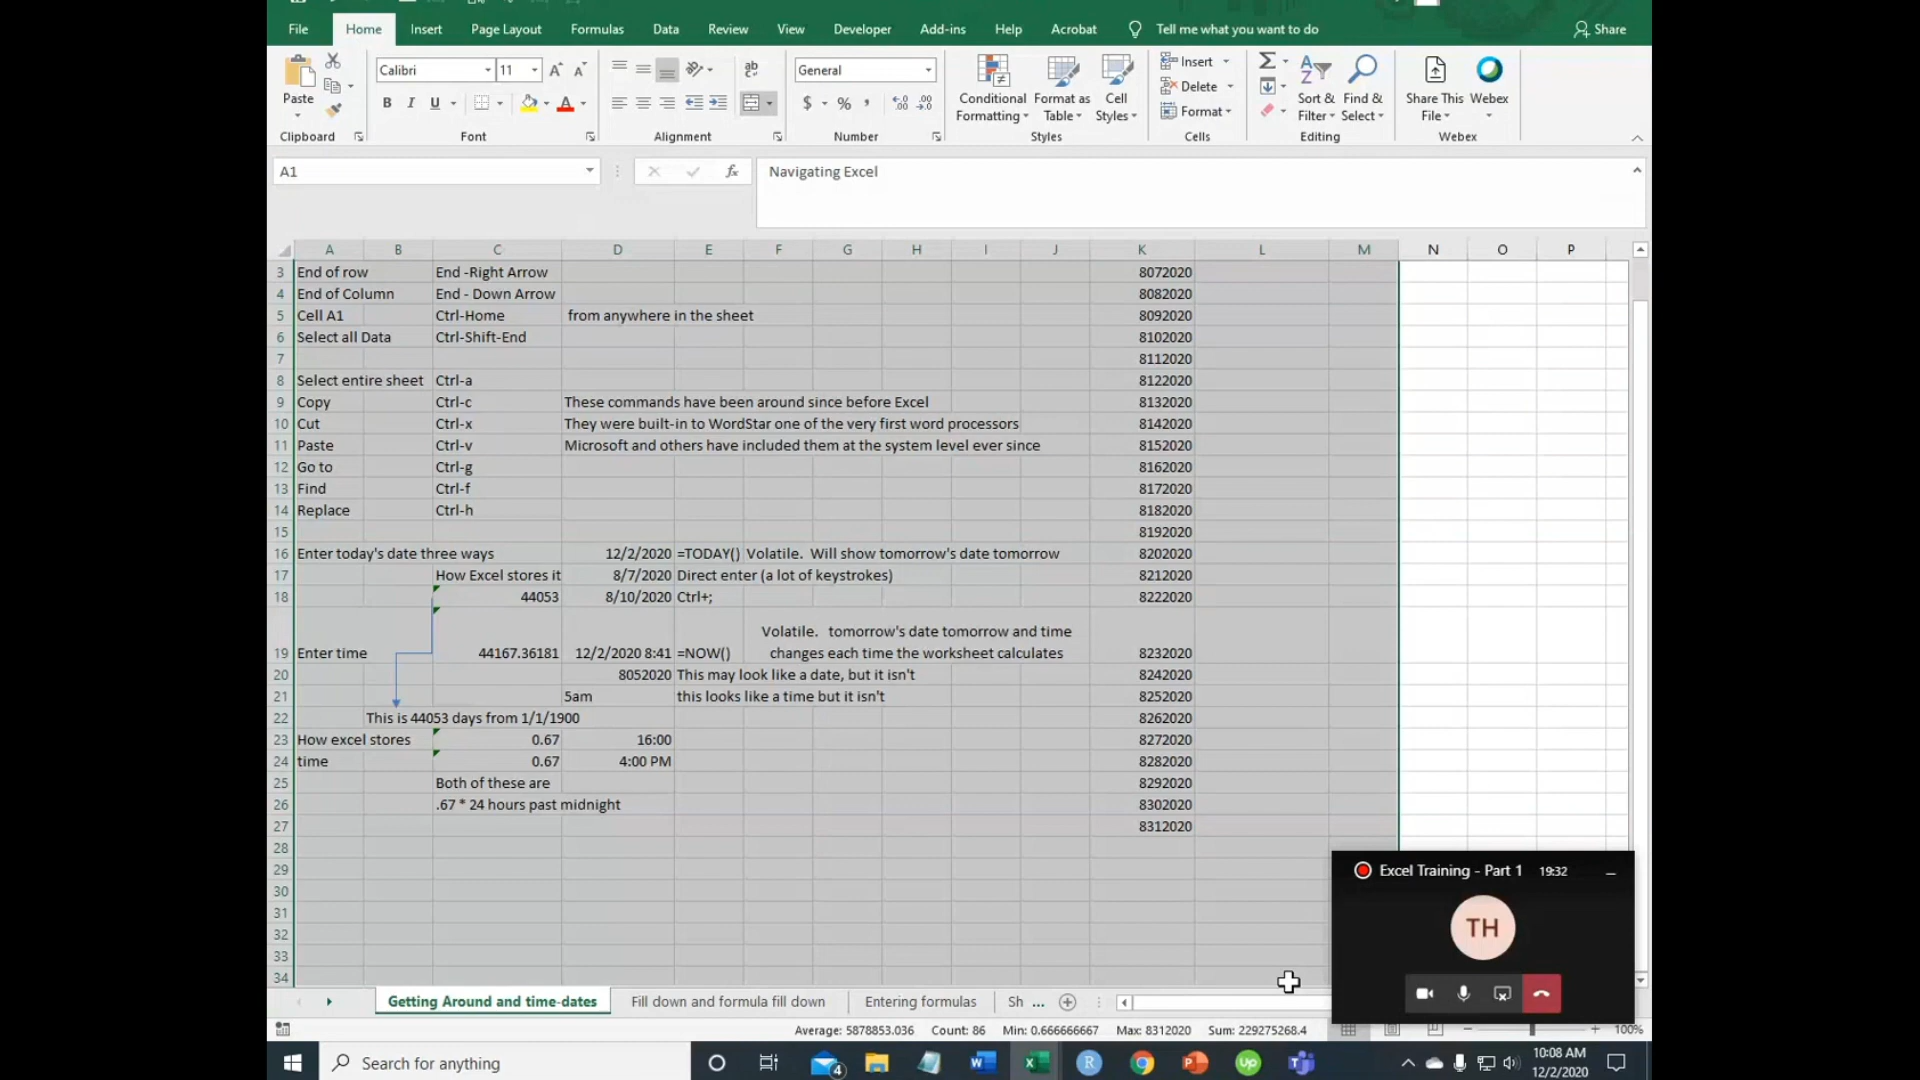 File Home Insert Page Layout Formulas Data Review View Developer Add-ins Help Acrobat Tell me what you want to do Share
Paste
Clipboard
Calibri 11
B I U
Font
ab
Alignment
General
$ % ,
Number
Conditional Formatting
Format as Table
Cell Styles
Styles
Insert
Delete
Format
Cells
Sort & Filter
Find & Select
Editing
Share This File
Webex
Webex
A1 fx Navigating Excel
A B C D E F G H I J K L M N O P
3 End of row End -Right Arrow 8072020
4 End of Column End - Down Arrow 8082020
5 Cell A1 Ctrl-Home from anywhere in the sheet 8092020
6 Select all Data Ctrl-Shift-End 8102020
7 8112020
8 Select entire sheet Ctrl-a 8122020
9 Copy Ctrl-c These commands have been around since before Excel 8132020
10 Cut Ctrl-x They were built-in to WordStar one of the very first word processors 8142020
11 Paste Ctrl-v Microsoft and others have included them at the system level ever since 8152020
12 Go to Ctrl-g 8162020
13 Find Ctrl-f 8172020
14 Replace Ctrl-h 8182020
15 8192020
16 Enter today's date three ways 12/2/2020 =TODAY() Volatile. Will show tomorrow's date tomorrow 8202020
17 How Excel stores it 8/7/2020 Direct enter (a lot of keystrokes) 8212020
18 44053 8/10/2020 Ctrl+; 8222020
Volatile. tomorrow's date tomorrow and time
19 Enter time 44167.36181 12/2/2020 8:41 =NOW() changes each time the worksheet calculates 8232020
20 8052020 This may look like a date, but it isn't 8242020
21 5am this looks like a time but it isn't 8252020
22 This is 44053 days from 1/1/1900 8262020
23 How excel stores 0.67 16:00 8272020
24 time 0.67 4:00 PM 8282020
25 Both of these are 8292020
26 .67 * 24 hours past midnight 8302020
27 8312020
28
29
30
31
32
33
34
Excel Training - Part 1 19:32
TH
Getting Around and time-dates Fill down and formula fill down Entering formulas Sh ...
Average: 5878853.036 Count: 86 Min: 0.666666667 Max: 8312020 Sum: 229275268.4 100%
Search for anything
4
10:08 AM
12/2/2020